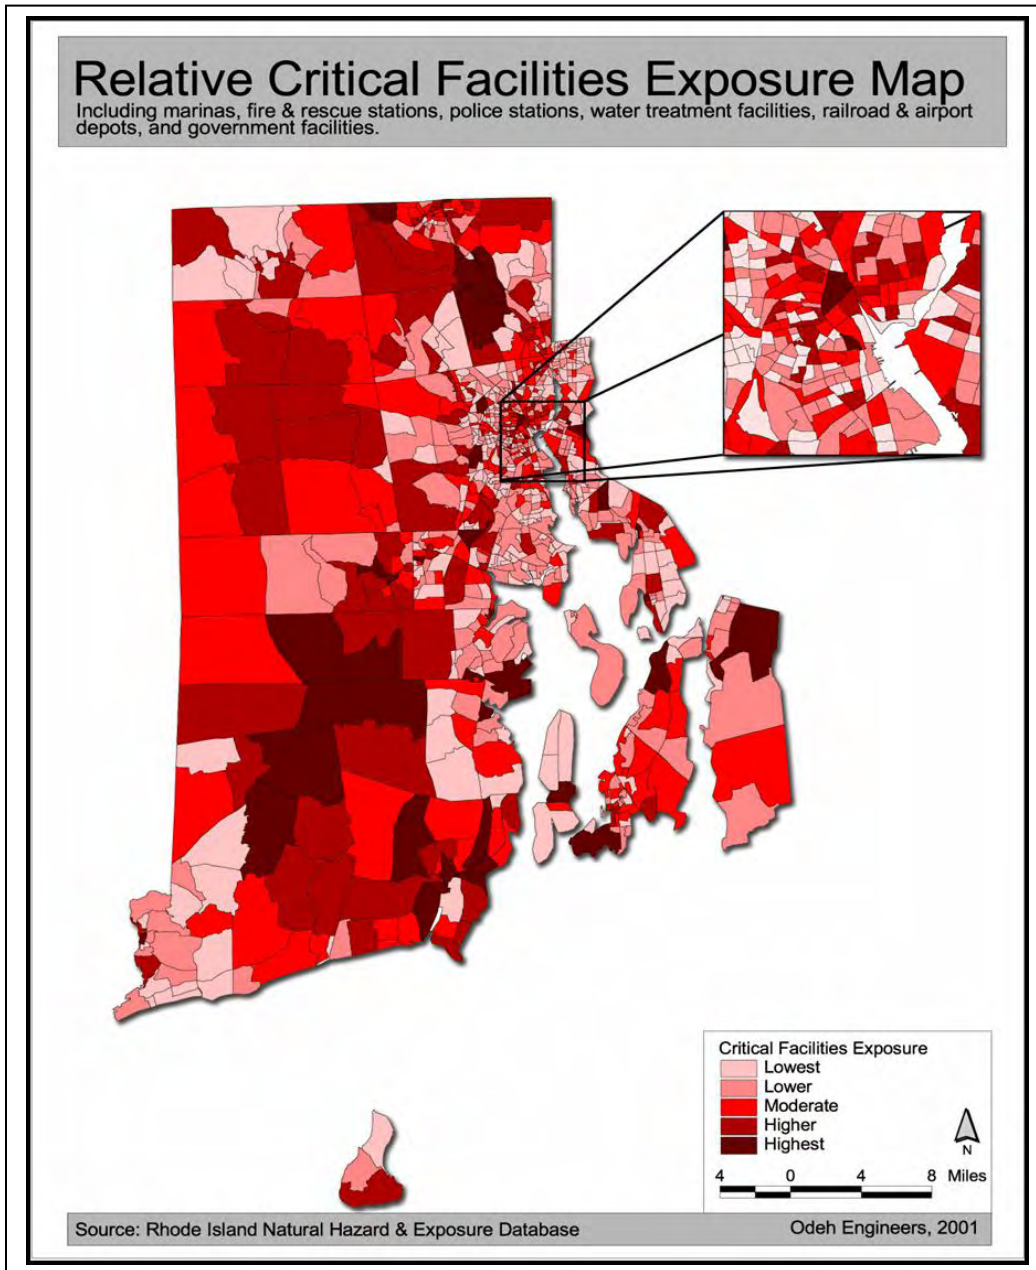 Relative Critical Facilities Exposure Map
Including marinas, fire & rescue stations, police stations, water treatment facilities, railroad & airport
depots, and government facilities.
Critical Facilities Exposure
Lowest
Lower
Moderate
Higher
Highest
N
4 0 4 8 Miles
Source: Rhode Island Natural Hazard & Exposure Database
Odeh Engineers, 2001